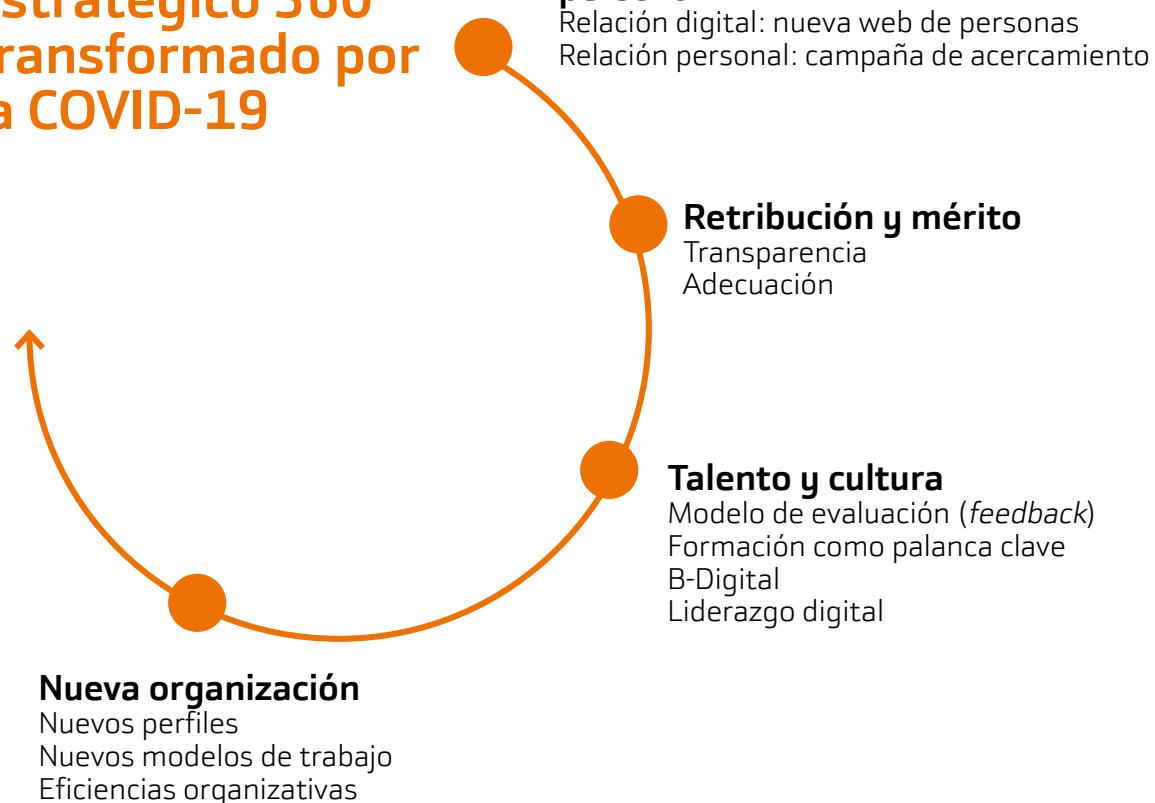 estratégico 360
transformado por
la COVID-19
Relación digital: nueva web de personas
Relación personal: campaña de acercamiento
Retribución y mérito
Transparencia
Adecuación
Talento y cultura
Modelo de evaluación (feedback)
Formación como palanca clave
B-Digital
Liderazgo digital
Nueva organización
Nuevos perfiles
Nuevos modelos de trabajo
Eficiencias organizativas